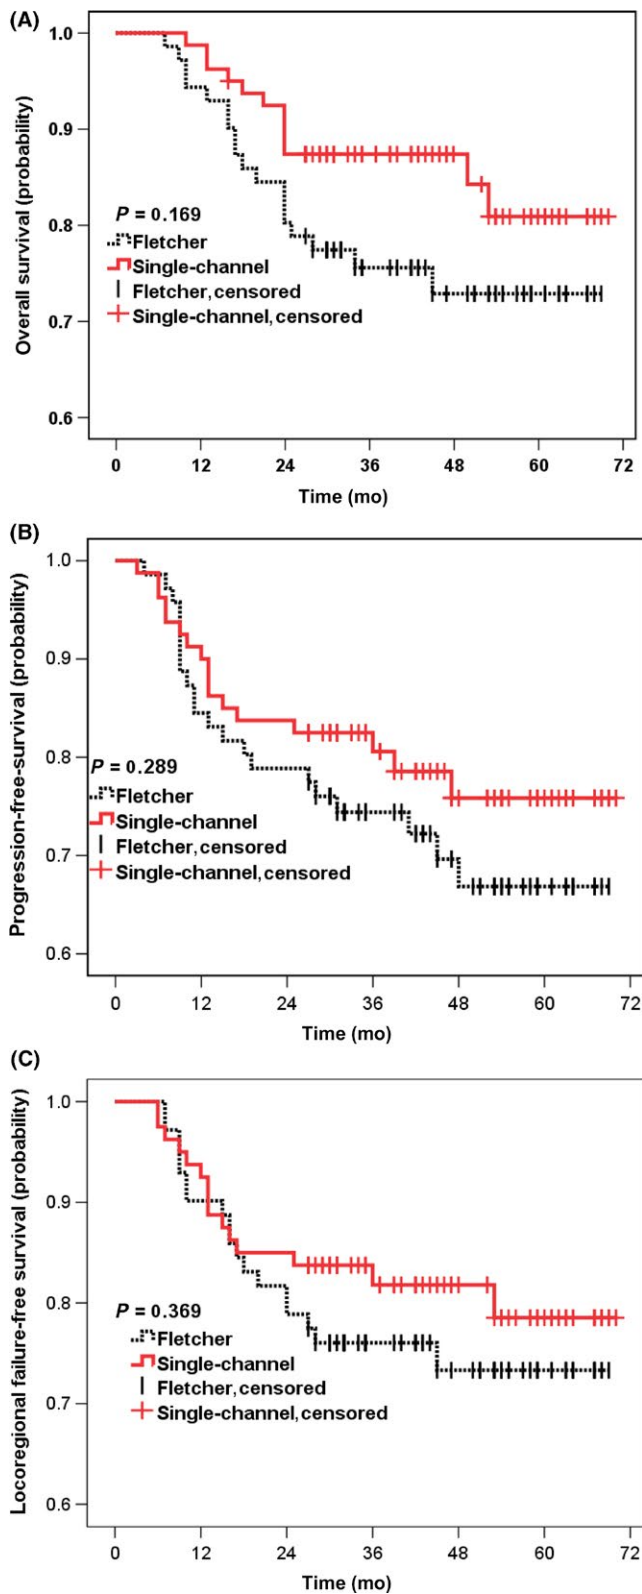 (A)
Overall survival (probability)
1.0
0.9
0.8
0.7
0.6
P = 0.169
Fletcher
Single-channel
Fletcher, censored
Single-channel, censored
0 12 24 36 48 60 72
Time (mo)
(B)
Progression-free-survival (probability)
1.0
0.9
0.8
0.7
0.6
P = 0.289
Fletcher
Single-channel
Fletcher, censored
Single-channel, censored
0 12 24 36 48 60 72
Time (mo)
(C)
Locoregional failure-free survival (probability)
1.0
0.9
0.8
0.7
0.6
P = 0.369
Fletcher
Single-channel
Fletcher, censored
Single-channel, censored
0 12 24 36 48 60 72
Time (mo)